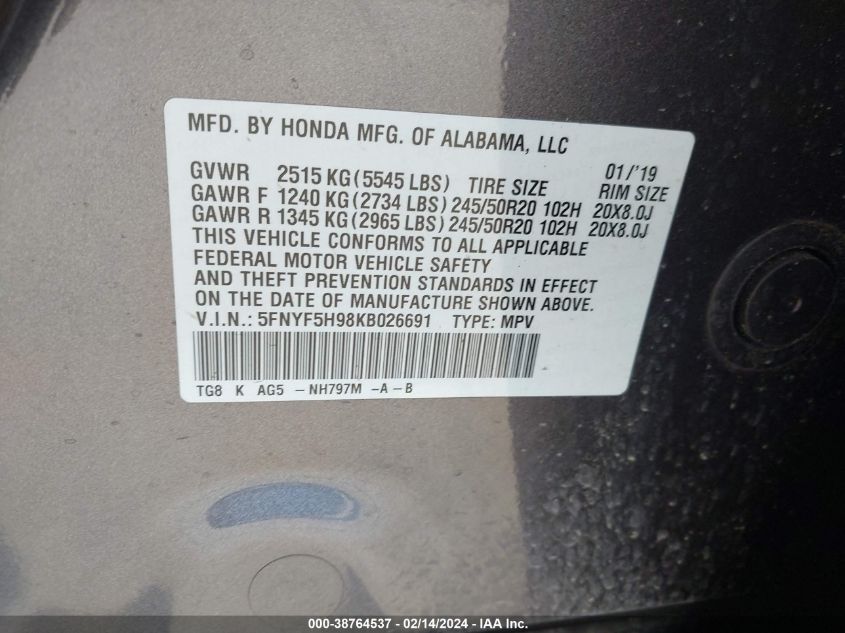 MFD. BY HONDA MFG. OF ALABAMA, LLC
GVWR 2515 KG (5545 LBS) TIRE SIZE 01/'19 RIM SIZE
GAWR F 1240 KG (2734 LBS) 245/50R20 102H 20X8.0J
GAWR R 1345 KG (2965 LBS) 245/50R20 102H 20X8.0J
THIS VEHICLE CONFORMS TO ALL APPLICABLE
FEDERAL MOTOR VEHICLE SAFETY
AND THEFT PREVENTION STANDARDS IN EFFECT
ON THE DATE OF MANUFACTURE SHOWN ABOVE.
V.I.N.: 5FNYF5H98KB026691 TYPE: MPV
TG8 K AG5 -NH797M -A-B
000-38764537 - 02/14/2024 - IAA Inc.